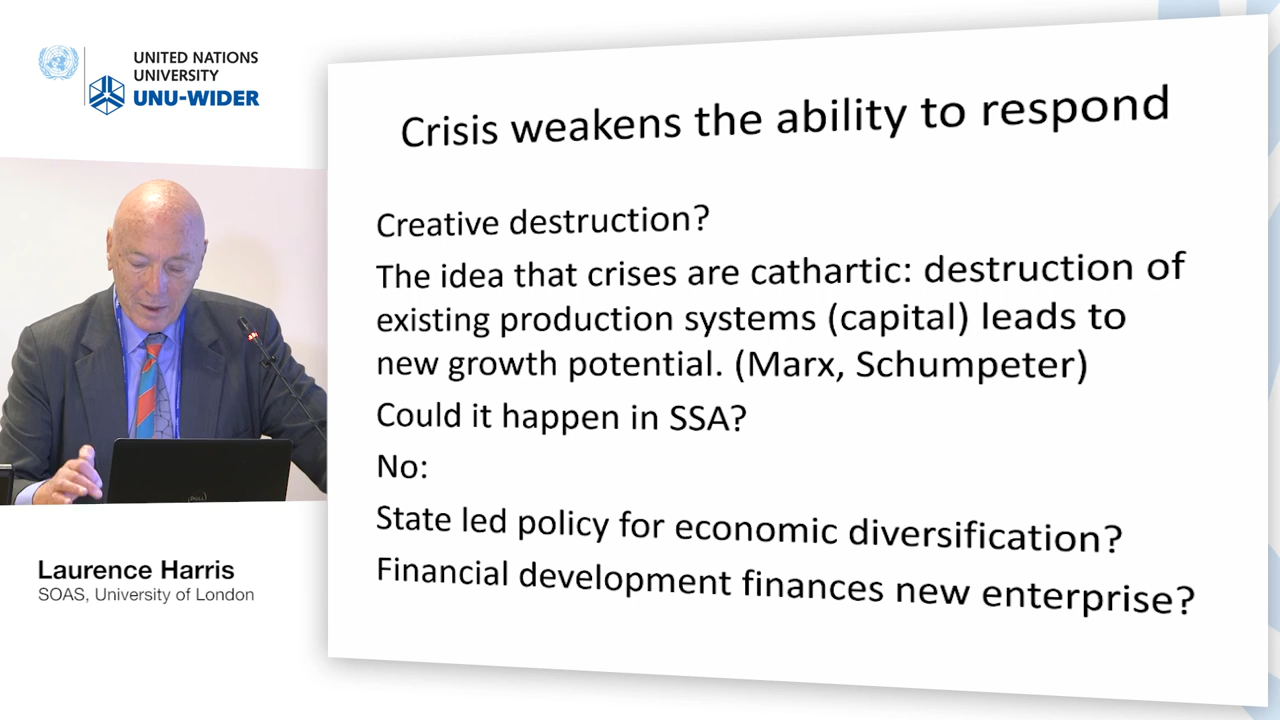 UNITED NATIONS
UNIVERSITY
UNU-WIDER
Crisis weakens the ability to respond
Creative destruction?
The idea that crises are cathartic: destruction of
existing production systems (capital) leads to
new growth potential. (Marx, Schumpeter)
Could it happen in SSA?
No:
State led policy for economic diversification?
Financial development finances new enterprise?
DELL
Laurence Harris
SOAS, University of London